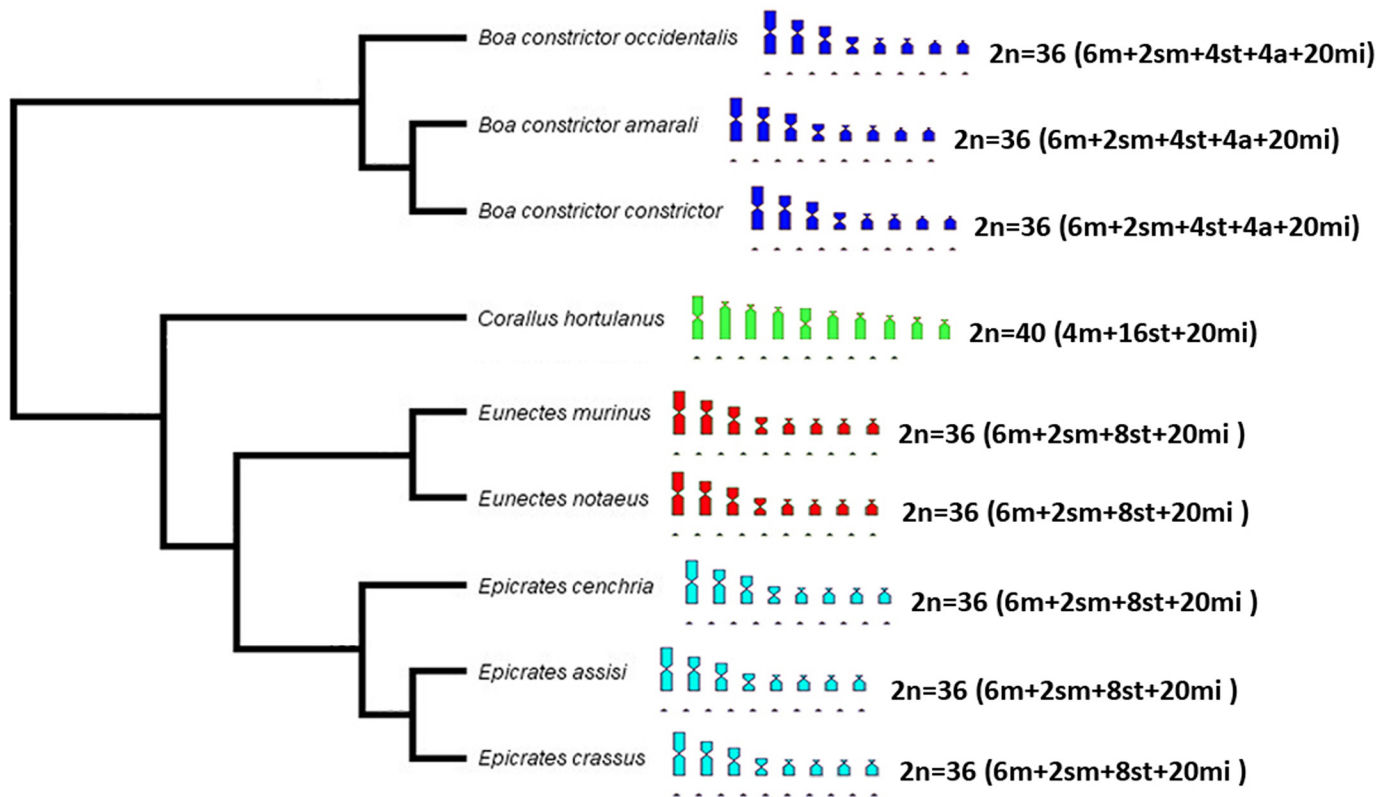 Boa constrictor occidentalis 2n=36 (6m+2sm+4st+4a+20mi)
Boa constrictor amarali 2n=36 (6m+2sm+4st+4a+20mi)
Boa constrictor constrictor 2n=36 (6m+2sm+4st+4a+20mi)
Corallus hortulanus 2n=40 (4m+16st+20mi)
Eunectes murinus 2n=36 (6m+2sm+8st+20mi )
Eunectes notaeus 2n=36 (6m+2sm+8st+20mi )
Epicrates cenchria 2n=36 (6m+2sm+8st+20mi )
Epicrates assisi 2n=36 (6m+2sm+8st+20mi )
Epicrates crassus 2n=36 (6m+2sm+8st+20mi )